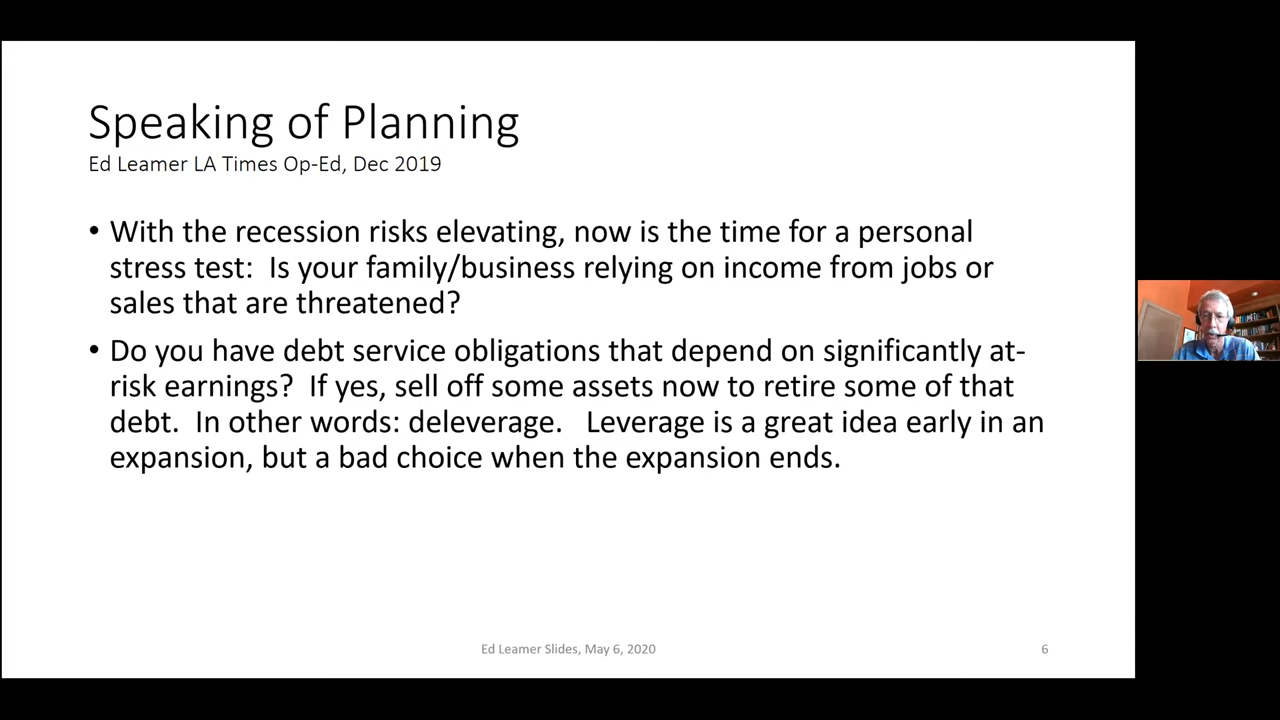 Speaking of Planning
Ed Leamer LA Times Op-Ed, Dec 2019
• With the recession risks elevating, now is the time for a personal
stress test:  Is your family/business relying on income from jobs or
sales that are threatened?
• Do you have debt service obligations that depend on significantly at-
risk earnings?  If yes, sell off some assets now to retire some of that
debt.  In other words: deleverage.   Leverage is a great idea early in an
expansion, but a bad choice when the expansion ends.
Ed Leamer Slides, May 6, 2020
6